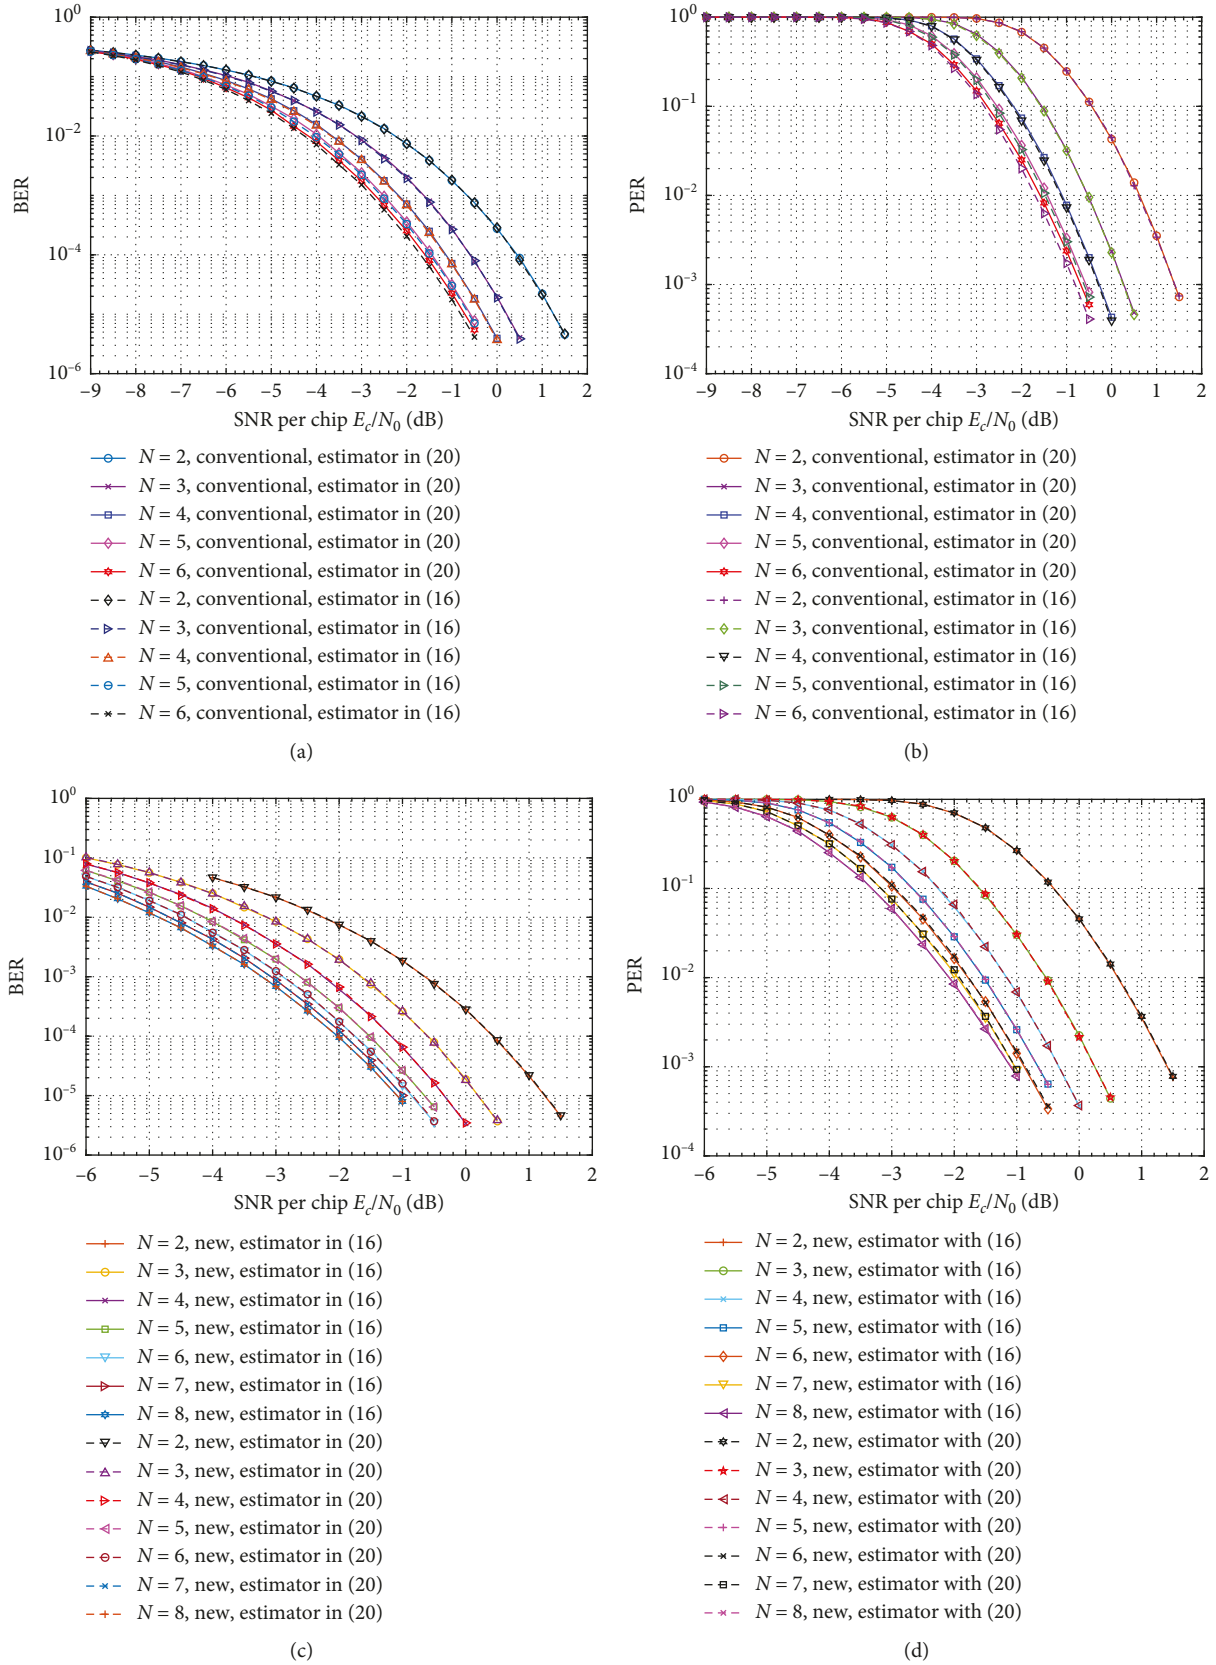 10⁰
10⁻²
10⁻⁴
10⁻⁶
BER
–9 –8 –7 –6 –5 –4 –3 –2 –1 0 1 2
SNR per chip E_c/N_0 (dB)
N = 2, conventional, estimator in (20)
N = 3, conventional, estimator in (20)
N = 4, conventional, estimator in (20)
N = 5, conventional, estimator in (20)
N = 6, conventional, estimator in (20)
N = 2, conventional, estimator in (16)
N = 3, conventional, estimator in (16)
N = 4, conventional, estimator in (16)
N = 5, conventional, estimator in (16)
N = 6, conventional, estimator in (16)
(a)
10⁰
10⁻¹
10⁻²
10⁻³
10⁻⁴
PER
–9 –8 –7 –6 –5 –4 –3 –2 –1 0 1 2
SNR per chip E_c/N_0 (dB)
N = 2, conventional, estimator in (20)
N = 3, conventional, estimator in (20)
N = 4, conventional, estimator in (20)
N = 5, conventional, estimator in (20)
N = 6, conventional, estimator in (20)
N = 2, conventional, estimator in (16)
N = 3, conventional, estimator in (16)
N = 4, conventional, estimator in (16)
N = 5, conventional, estimator in (16)
N = 6, conventional, estimator in (16)
(b)
10⁰
10⁻¹
10⁻²
10⁻³
10⁻⁴
10⁻⁵
10⁻⁶
BER
–6 –5 –4 –3 –2 –1 0 1 2
SNR per chip E_c/N_0 (dB)
N = 2, new, estimator in (16)
N = 3, new, estimator in (16)
N = 4, new, estimator in (16)
N = 5, new, estimator in (16)
N = 6, new, estimator in (16)
N = 7, new, estimator in (16)
N = 8, new, estimator in (16)
N = 2, new, estimator in (20)
N = 3, new, estimator in (20)
N = 4, new, estimator in (20)
N = 5, new, estimator in (20)
N = 6, new, estimator in (20)
N = 7, new, estimator in (20)
N = 8, new, estimator in (20)
(c)
10⁰
10⁻¹
10⁻²
10⁻³
10⁻⁴
PER
–6 –5 –4 –3 –2 –1 0 1 2
SNR per chip E_c/N_0 (dB)
N = 2, new, estimator with (16)
N = 3, new, estimator with (16)
N = 4, new, estimator with (16)
N = 5, new, estimator with (16)
N = 6, new, estimator with (16)
N = 7, new, estimator with (16)
N = 8, new, estimator with (16)
N = 2, new, estimator with (20)
N = 3, new, estimator with (20)
N = 4, new, estimator with (20)
N = 5, new, estimator with (20)
N = 6, new, estimator with (20)
N = 7, new, estimator with (20)
N = 8, new, estimator with (20)
(d)